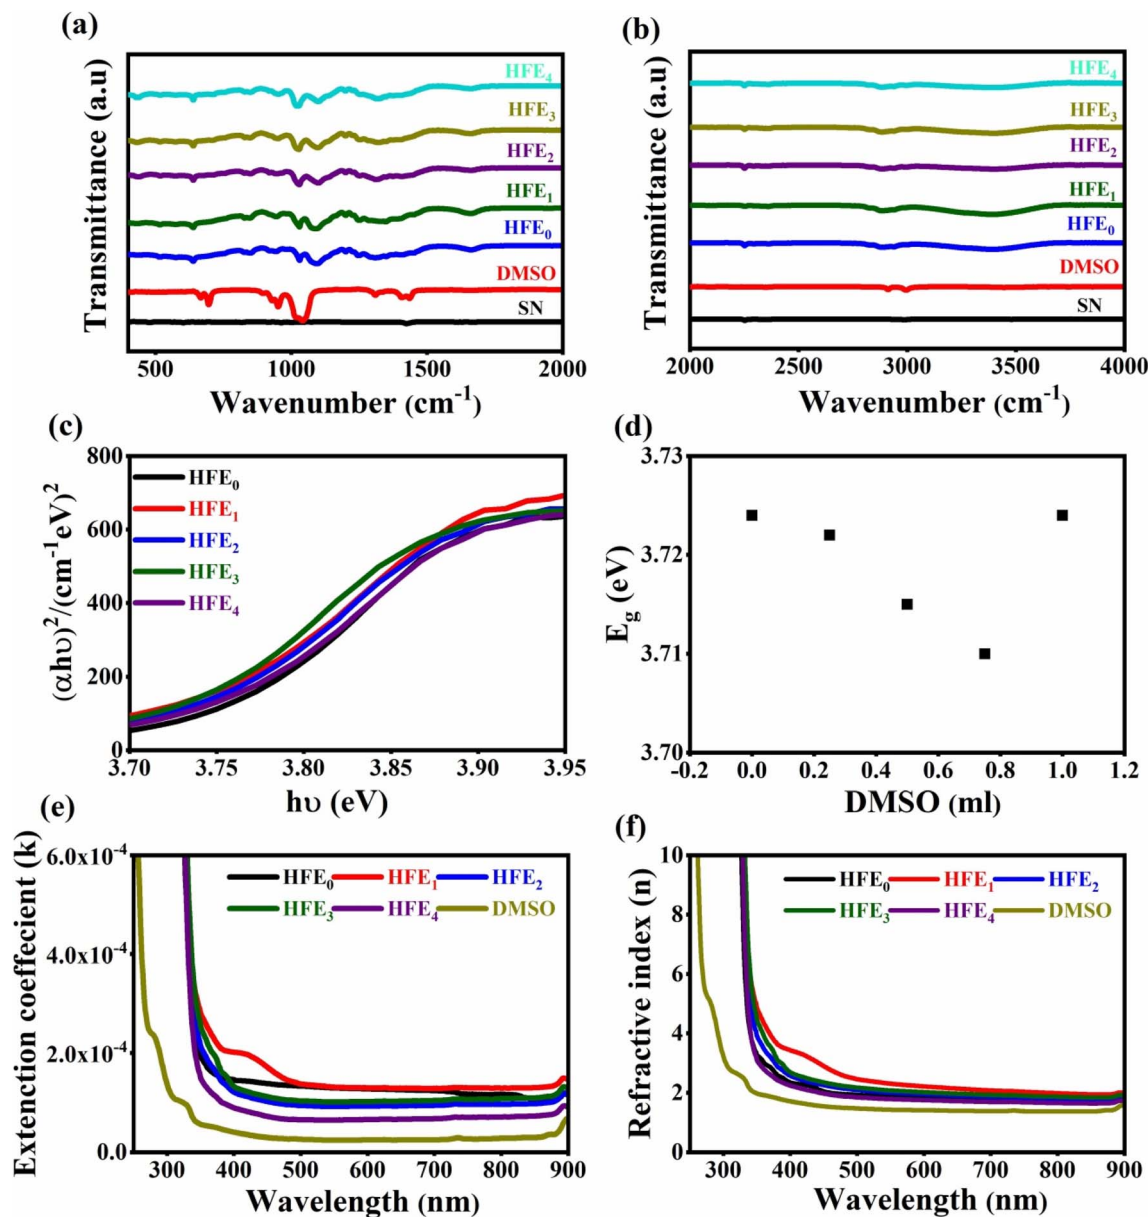 (a)
Transmittance (a.u)
HFE₄
HFE₃
HFE₂
HFE₁
HFE₀
DMSO
SN
500 1000 1500 2000
Wavenumber (cm⁻¹)
(b)
Transmittance (a.u)
HFE₄
HFE₃
HFE₂
HFE₁
HFE₀
DMSO
SN
2000 2500 3000 3500 4000
Wavenumber (cm⁻¹)
(c)
(αhυ)²/(cm⁻¹eV)²
800
600
400
200
0
HFE₀
HFE₁
HFE₂
HFE₃
HFE₄
3.70 3.75 3.80 3.85 3.90 3.95
hυ (eV)
(d)
E_g (eV)
3.73
3.72
3.71
3.70
-0.2 0.0 0.2 0.4 0.6 0.8 1.0 1.2
DMSO (ml)
(e)
Extenction coeffecient (k)
6.0x10⁻⁴
4.0x10⁻⁴
2.0x10⁻⁴
0.0
HFE₀ HFE₁ HFE₂
HFE₃ HFE₄ DMSO
300 400 500 600 700 800 900
Wavelength (nm)
(f)
Refractive index (n)
10
8
6
4
2
0
HFE₀ HFE₁ HFE₂
HFE₃ HFE₄ DMSO
300 400 500 600 700 800 900
Wavelength (nm)